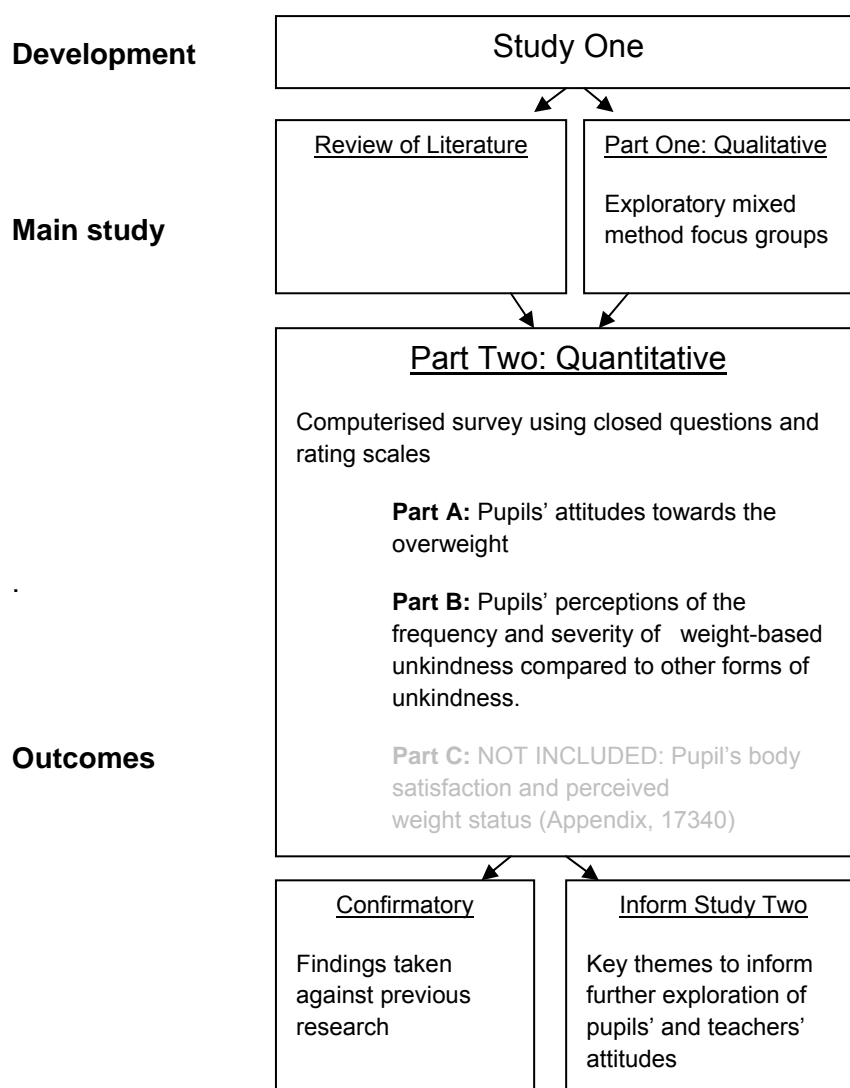 Development
Study One
Review of Literature
Part One: Qualitative
Exploratory mixed
method focus groups
Main study
Part Two: Quantitative
Computerised survey using closed questions and
rating scales
Part A: Pupils’ attitudes towards the
overweight
.
Part B: Pupils’ perceptions of the
frequency and severity of weight-based
unkindness compared to other forms of
unkindness.
Outcomes
Part C: NOT INCLUDED: Pupil’s body
satisfaction and perceived
weight status (Appendix, 17340)
Confirmatory
Findings taken
against previous
research
Inform Study Two
Key themes to inform
further exploration of
pupils’ and teachers’
attitudes